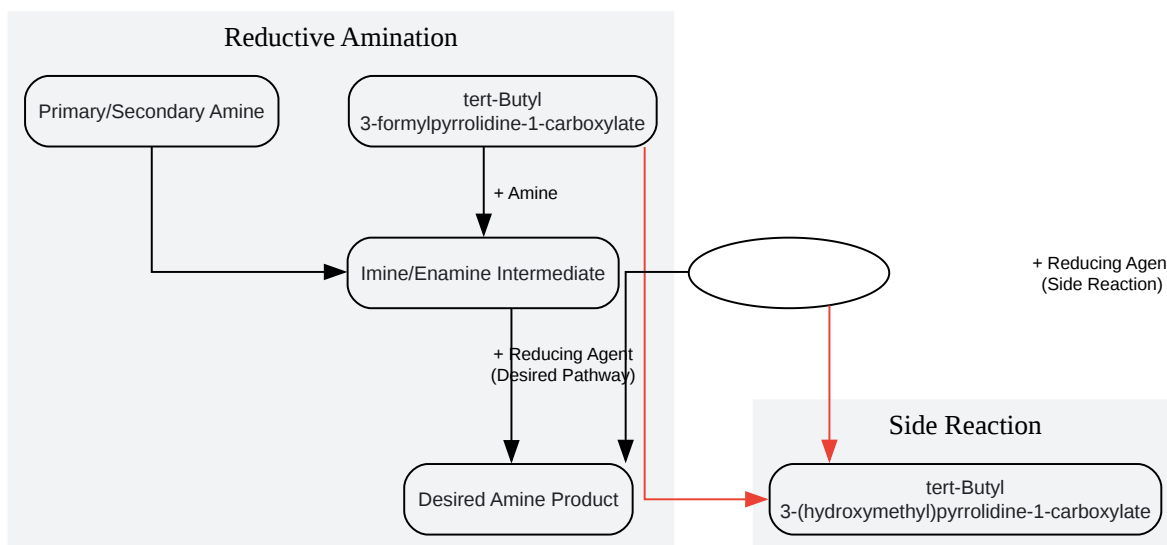 Reductive Amination
Primary/Secondary Amine
tert-Butyl
3-formylpyrrolidine-1-carboxylate
+ Amine
Imine/Enamine Intermediate
+ Reducing Agen
(Side Reaction)
+ Reducing Agent
(Desired Pathway)
Side Reaction
Desired Amine Product
tert-Butyl
3-(hydroxymethyl)pyrrolidine-1-carboxylate